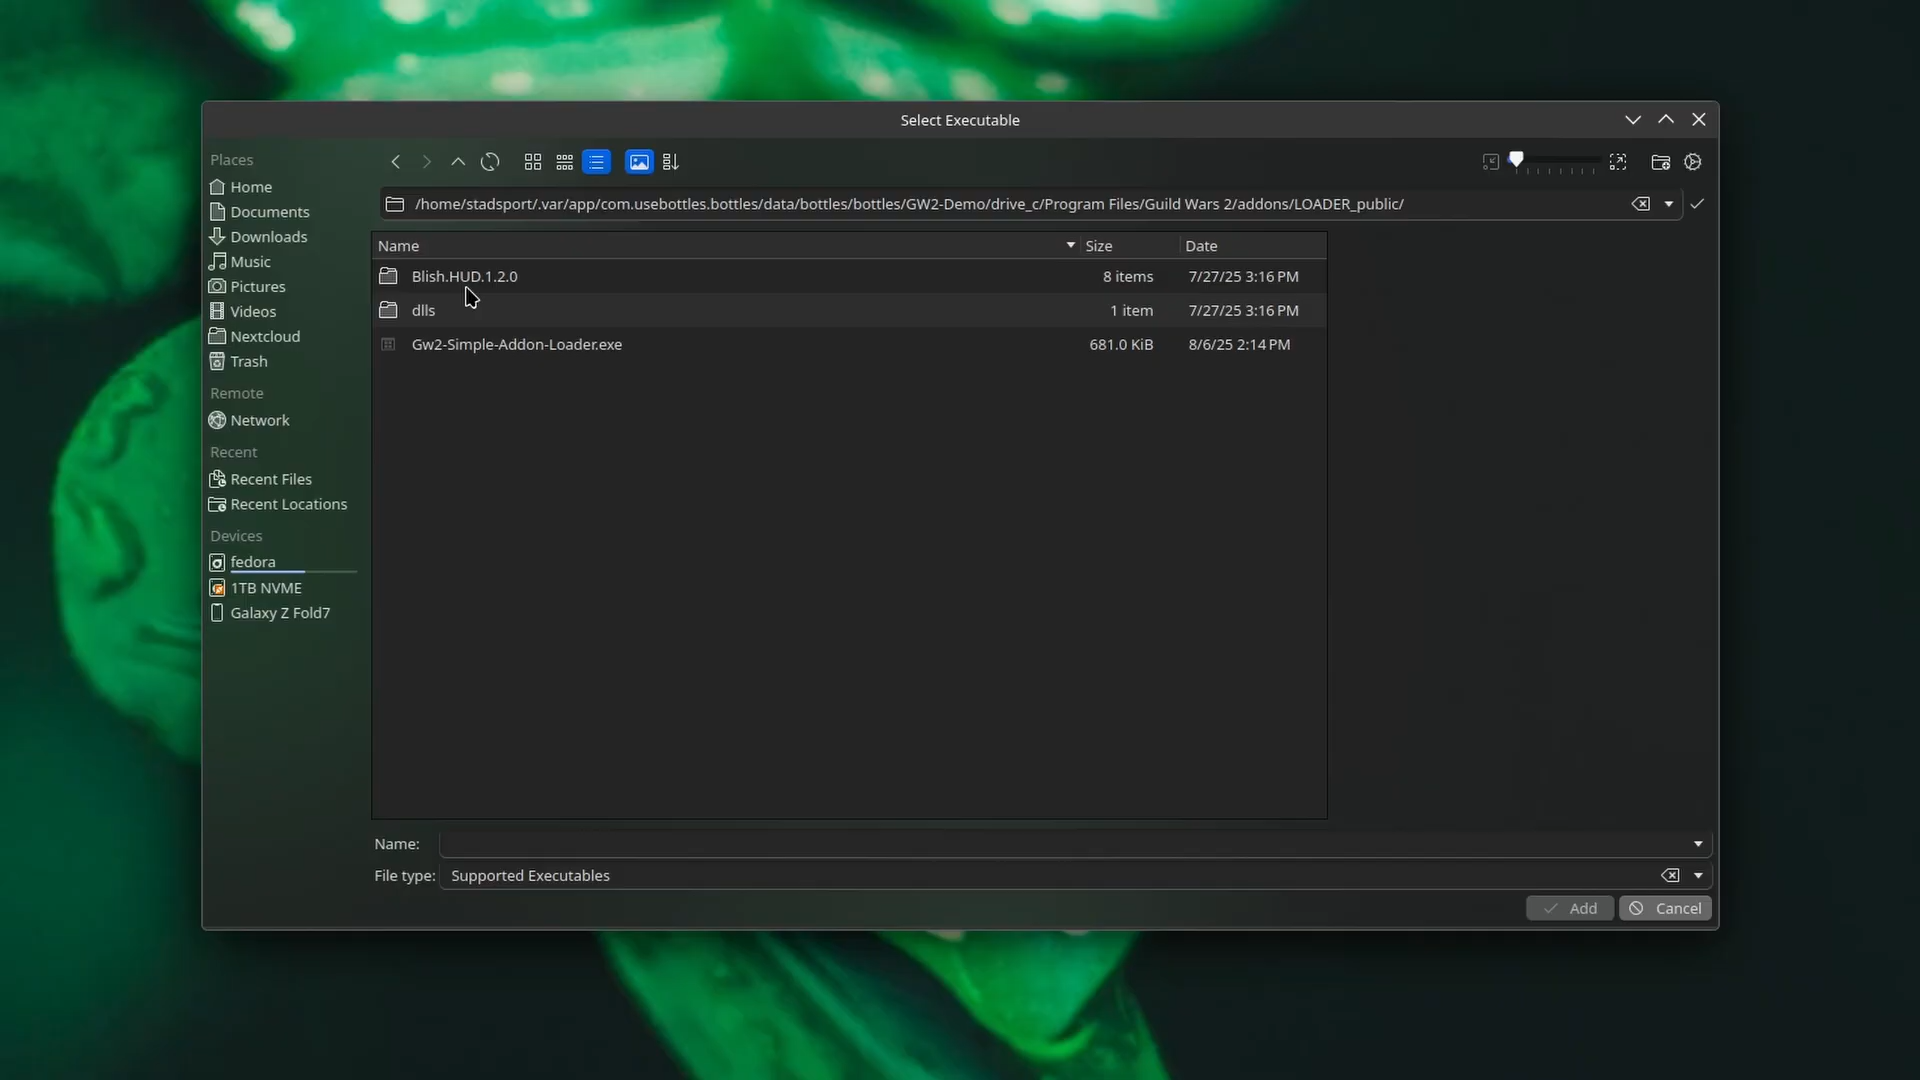 Select Executable
Places
Home
Documents
Downloads
Music
Pictures
Videos
Nextcloud
Trash
Remote
Network
Recent
Recent Files
Recent Locations
Devices
fedora
1TB NVME
Galaxy Z Fold7
/home/stadsport/.var/app/com.usebottles.bottles/data/bottles/bottles/GW2-Demo/drive_c/Program Files/Guild Wars 2/addons/LOADER_public/
Name Size Date
Blish.HUD.1.2.0 8 items 7/27/25 3:16 PM
dlls 1 item 7/27/25 3:16 PM
Gw2-Simple-Addon-Loader.exe 681.0 KiB 8/6/25 2:14 PM
Name:
File type: Supported Executables
Add Cancel